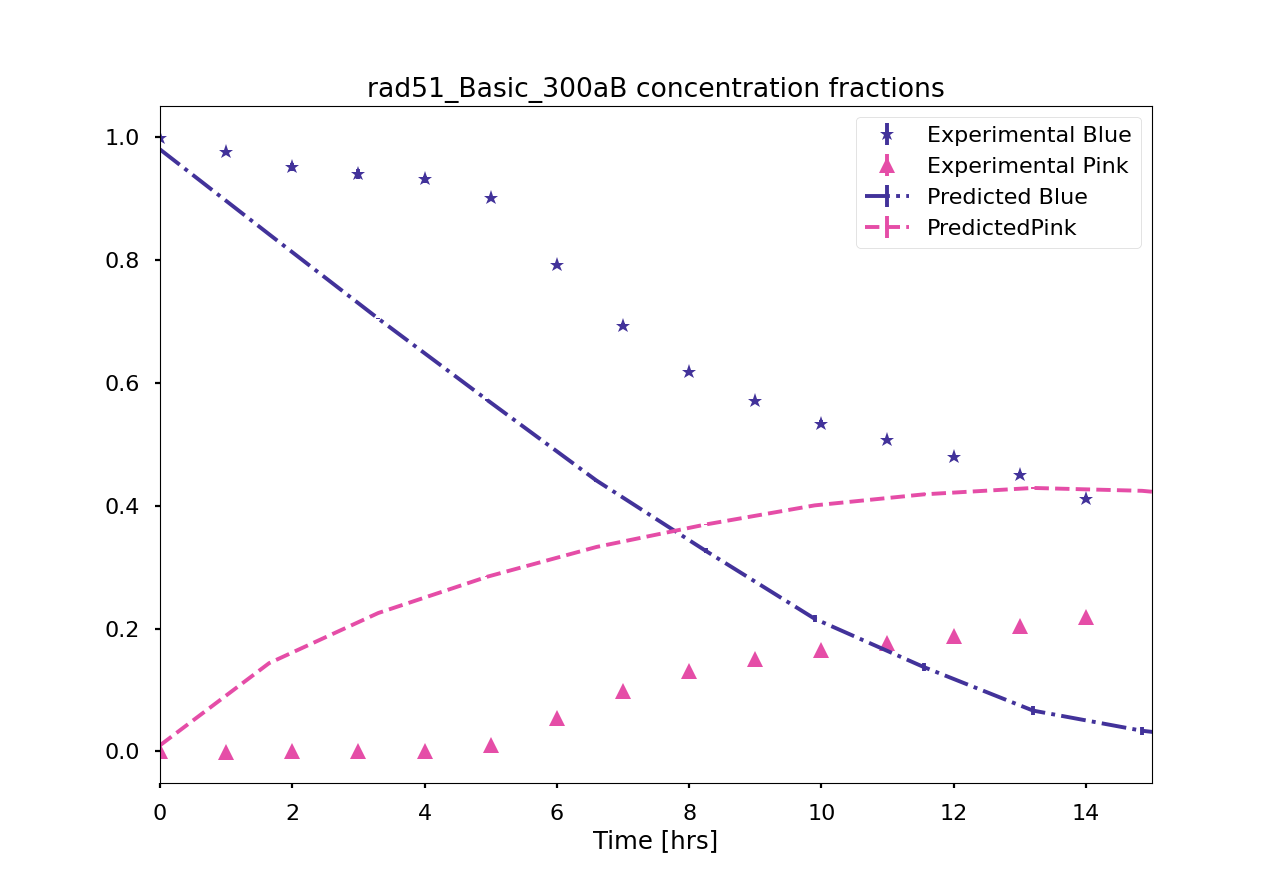 rad51_Basic_300aB concentration fractions
Experimental Blue
Experimental Pink
Predicted Blue
PredictedPink
1.0
0.8
0.6
0.4
0.2
0.0
0 2 4 6 8 10 12 14
Time [hrs]